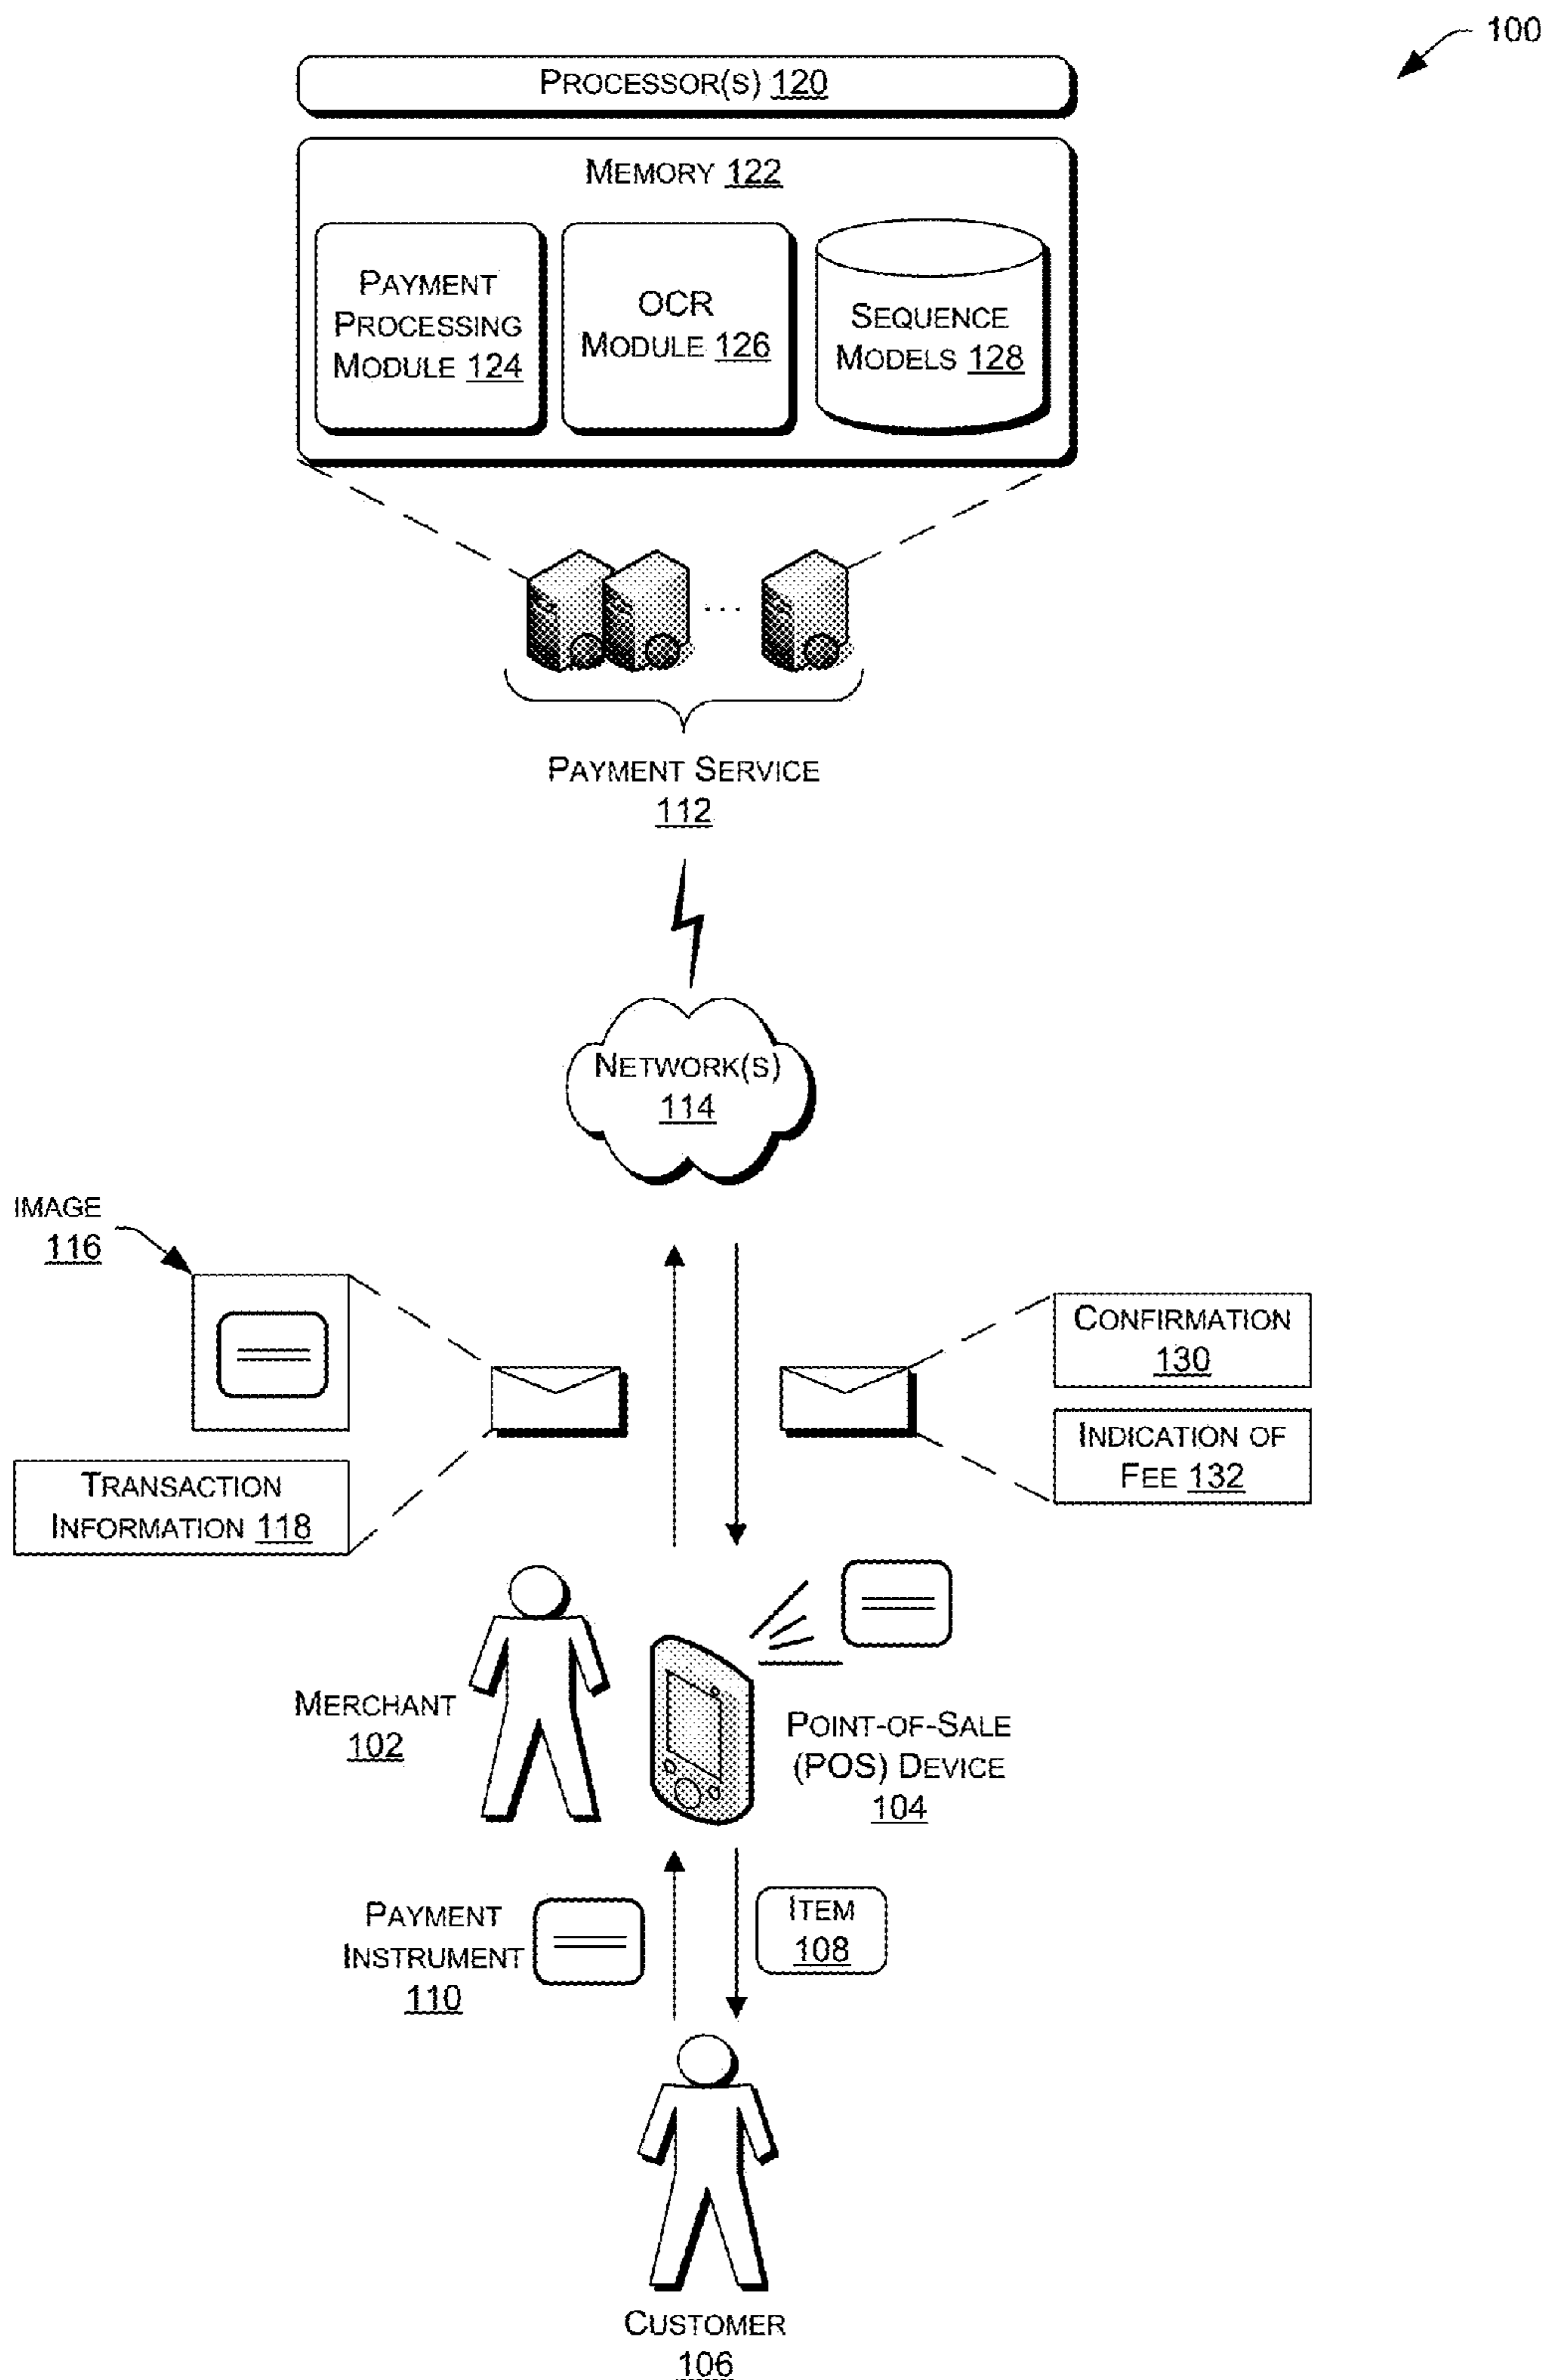 100
PROCESSOR(S) 120
MEMORY 122
PAYMENT
PROCESSING
MODULE 124
OCR
MODULE 126
SEQUENCE
MODELS 128
...
PAYMENT SERVICE
112
NETWORK(S)
114
IMAGE
116
TRANSACTION
INFORMATION 118
CONFIRMATION
130
INDICATION OF
FEE 132
MERCHANT
102
POINT-OF-SALE
(POS) DEVICE
104
PAYMENT
INSTRUMENT
110
ITEM
108
CUSTOMER
106